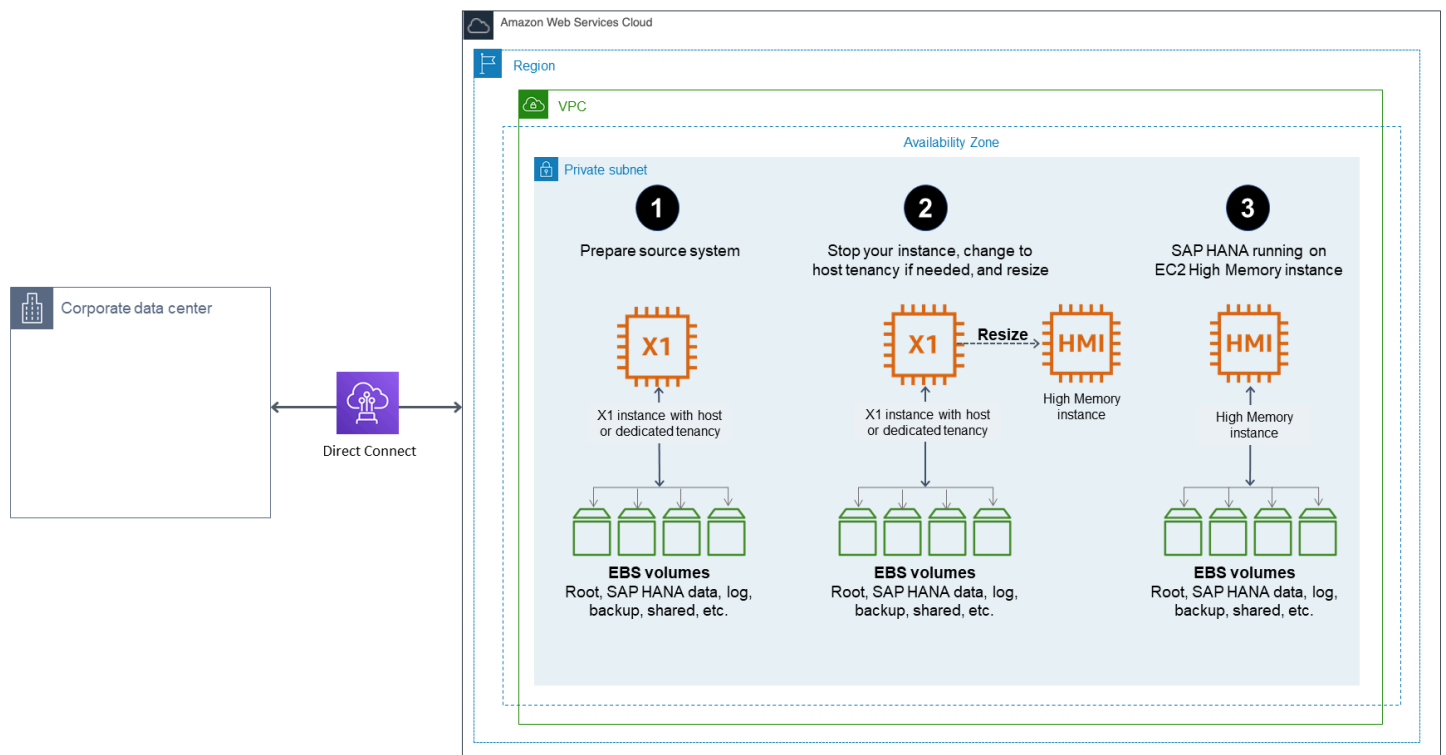 Amazon Web Services Cloud
Region
VPC
Availability Zone
Private subnet
1
Prepare source system
X1
X1 instance with host
or dedicated tenancy
EBS volumes
Root, SAP HANA data, log,
backup, shared, etc.
2
Stop your instance, change to
host tenancy if needed, and resize
X1
Resize
HMI
High Memory
instance
X1 instance with host
or dedicated tenancy
EBS volumes
Root, SAP HANA data, log,
backup, shared, etc.
3
SAP HANA running on
EC2 High Memory instance
HMI
High Memory
instance
EBS volumes
Root, SAP HANA data, log,
backup, shared, etc.
Corporate data center
Direct Connect